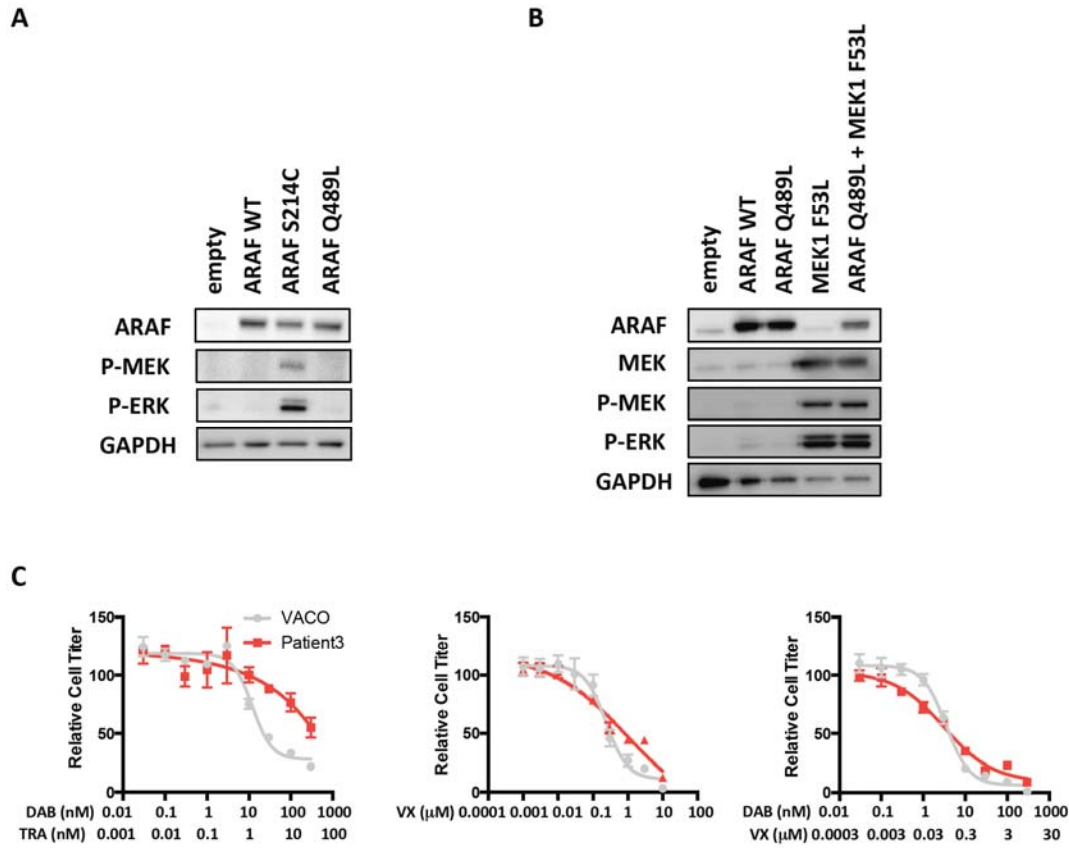 A
empty
ARAF WT
ARAF S214C
ARAF Q489L
ARAF
P-MEK
P-ERK
GAPDH
B
empty
ARAF WT
ARAF Q489L
MEK1 F53L
ARAF Q489L + MEK1 F53L
ARAF
MEK
P-MEK
P-ERK
GAPDH
C
Relative Cell Titer
150
100
50
0
VACO
Patient3
DAB (nM) 0.01 0.1 1 10 100 1000
TRA (nM) 0.001 0.01 0.1 1 10 100
Relative Cell Titer
150
100
50
0
VX (μM) 0.0001 0.001 0.01 0.1 1 10 100
Relative Cell Titer
150
100
50
0
DAB (nM) 0.01 0.1 1 10 100 1000
VX (μM) 0.0003 0.003 0.03 0.3 3 30